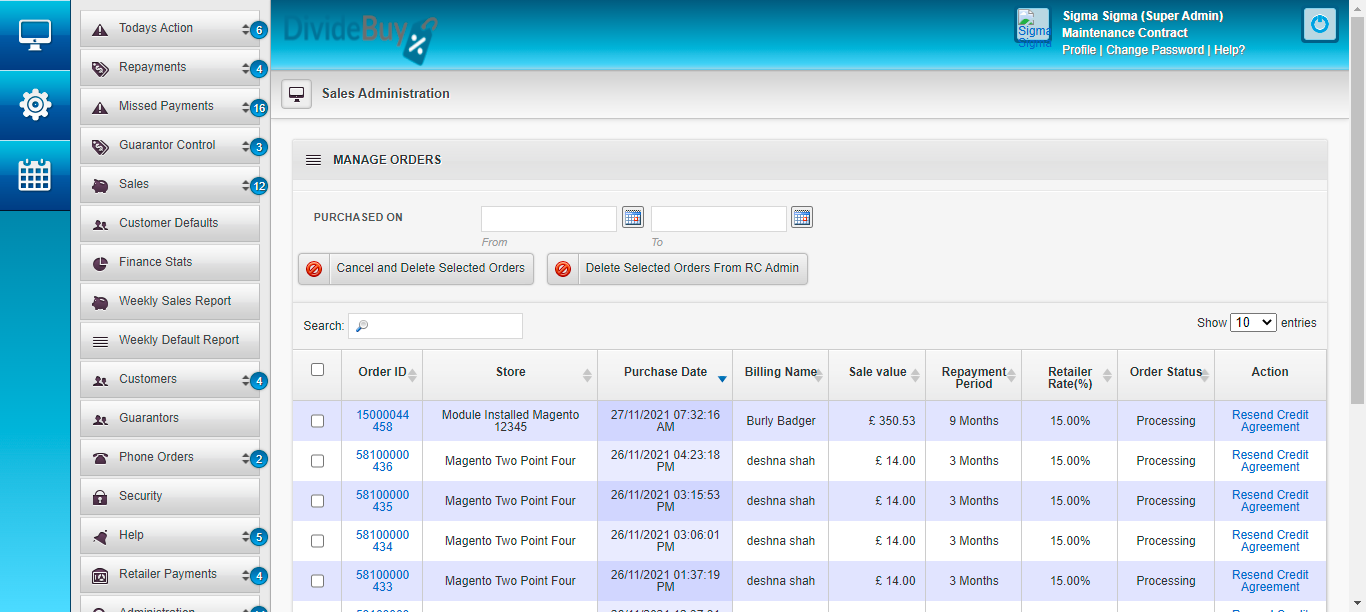 Todays Action
6
Repayments
4
Missed Payments
16
Guarantor Control
3
Sales
12
Customer Defaults
Finance Stats
Weekly Sales Report
Weekly Default Report
Customers
4
Guarantors
Phone Orders
2
Security
Help
5
Retailer Payments
4
Administration
DivideBuy %
Sigma
Sigma
Sigma Sigma (Super Admin)
Maintenance Contract
Profile | Change Password | Help?
Sales Administration
MANAGE ORDERS
PURCHASED ON
From
To
Cancel and Delete Selected Orders
Delete Selected Orders From RC Admin
Search:
Show 10 entries
Order ID Store Purchase Date Billing Name Sale value Repayment Period Retailer Rate(%) Order Status Action
15000044
458
Module Installed Magento
12345
27/11/2021 07:32:16
AM
Burly Badger £ 350.53 9 Months 15.00% Processing
Resend Credit
Agreement
58100000
436
Magento Two Point Four
26/11/2021 04:23:18
PM
deshna shah £ 14.00 3 Months 15.00% Processing
Resend Credit
Agreement
58100000
435
Magento Two Point Four
26/11/2021 03:15:53
PM
deshna shah £ 14.00 3 Months 15.00% Processing
Resend Credit
Agreement
58100000
434
Magento Two Point Four
26/11/2021 03:06:01
PM
deshna shah £ 14.00 3 Months 15.00% Processing
Resend Credit
Agreement
58100000
433
Magento Two Point Four
26/11/2021 01:37:19
PM
deshna shah £ 14.00 3 Months 15.00% Processing
Resend Credit
Agreement